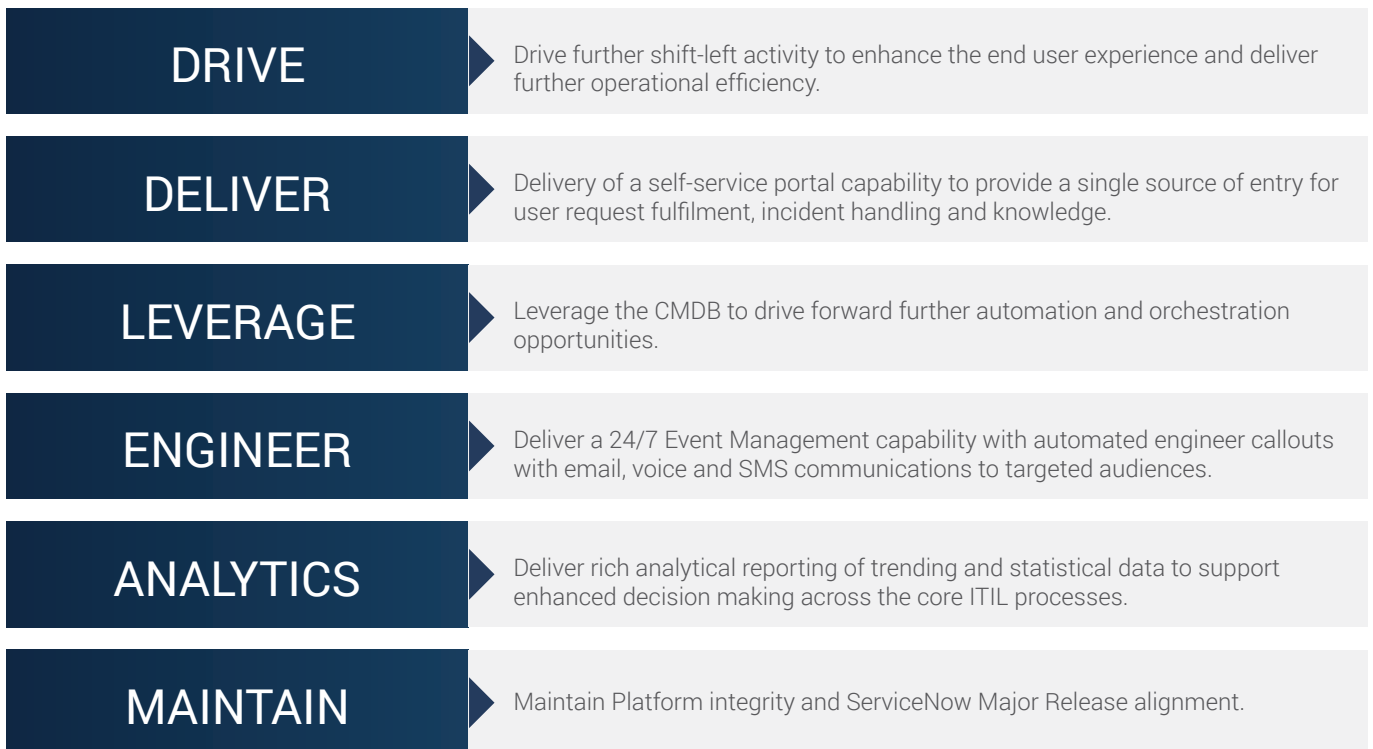 DRIVE
Drive further shift-left activity to enhance the end user experience and deliver
further operational efficiency.
DELIVER
Delivery of a self-service portal capability to provide a single source of entry for
user request fulfilment, incident handling and knowledge.
LEVERAGE
Leverage the CMDB to drive forward further automation and orchestration
opportunities.
ENGINEER
Deliver a 24/7 Event Management capability with automated engineer callouts
with email, voice and SMS communications to targeted audiences.
ANALYTICS
Deliver rich analytical reporting of trending and statistical data to support
enhanced decision making across the core ITIL processes.
MAINTAIN
Maintain Platform integrity and ServiceNow Major Release alignment.